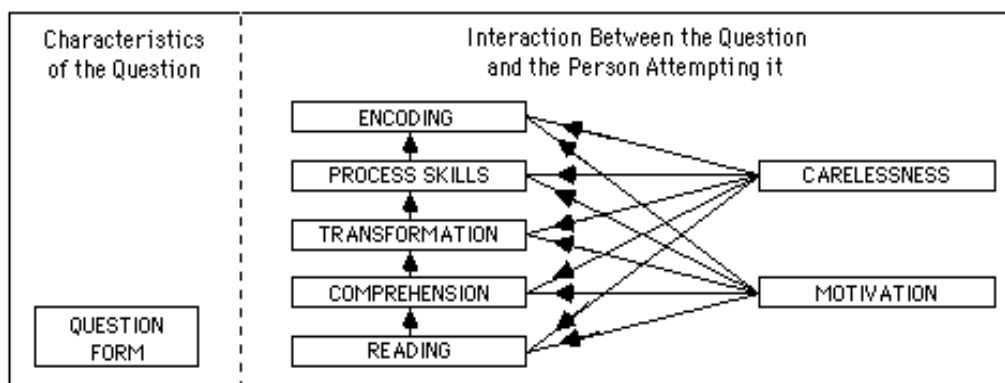 Characteristics
of the Question
Interaction Between the Question
and the Person Attempting it
ENCODING
PROCESS SKILLS
CARELESSNESS
TRANSFORMATION
COMPREHENSION
MOTIVATION
QUESTION
FORM
READING